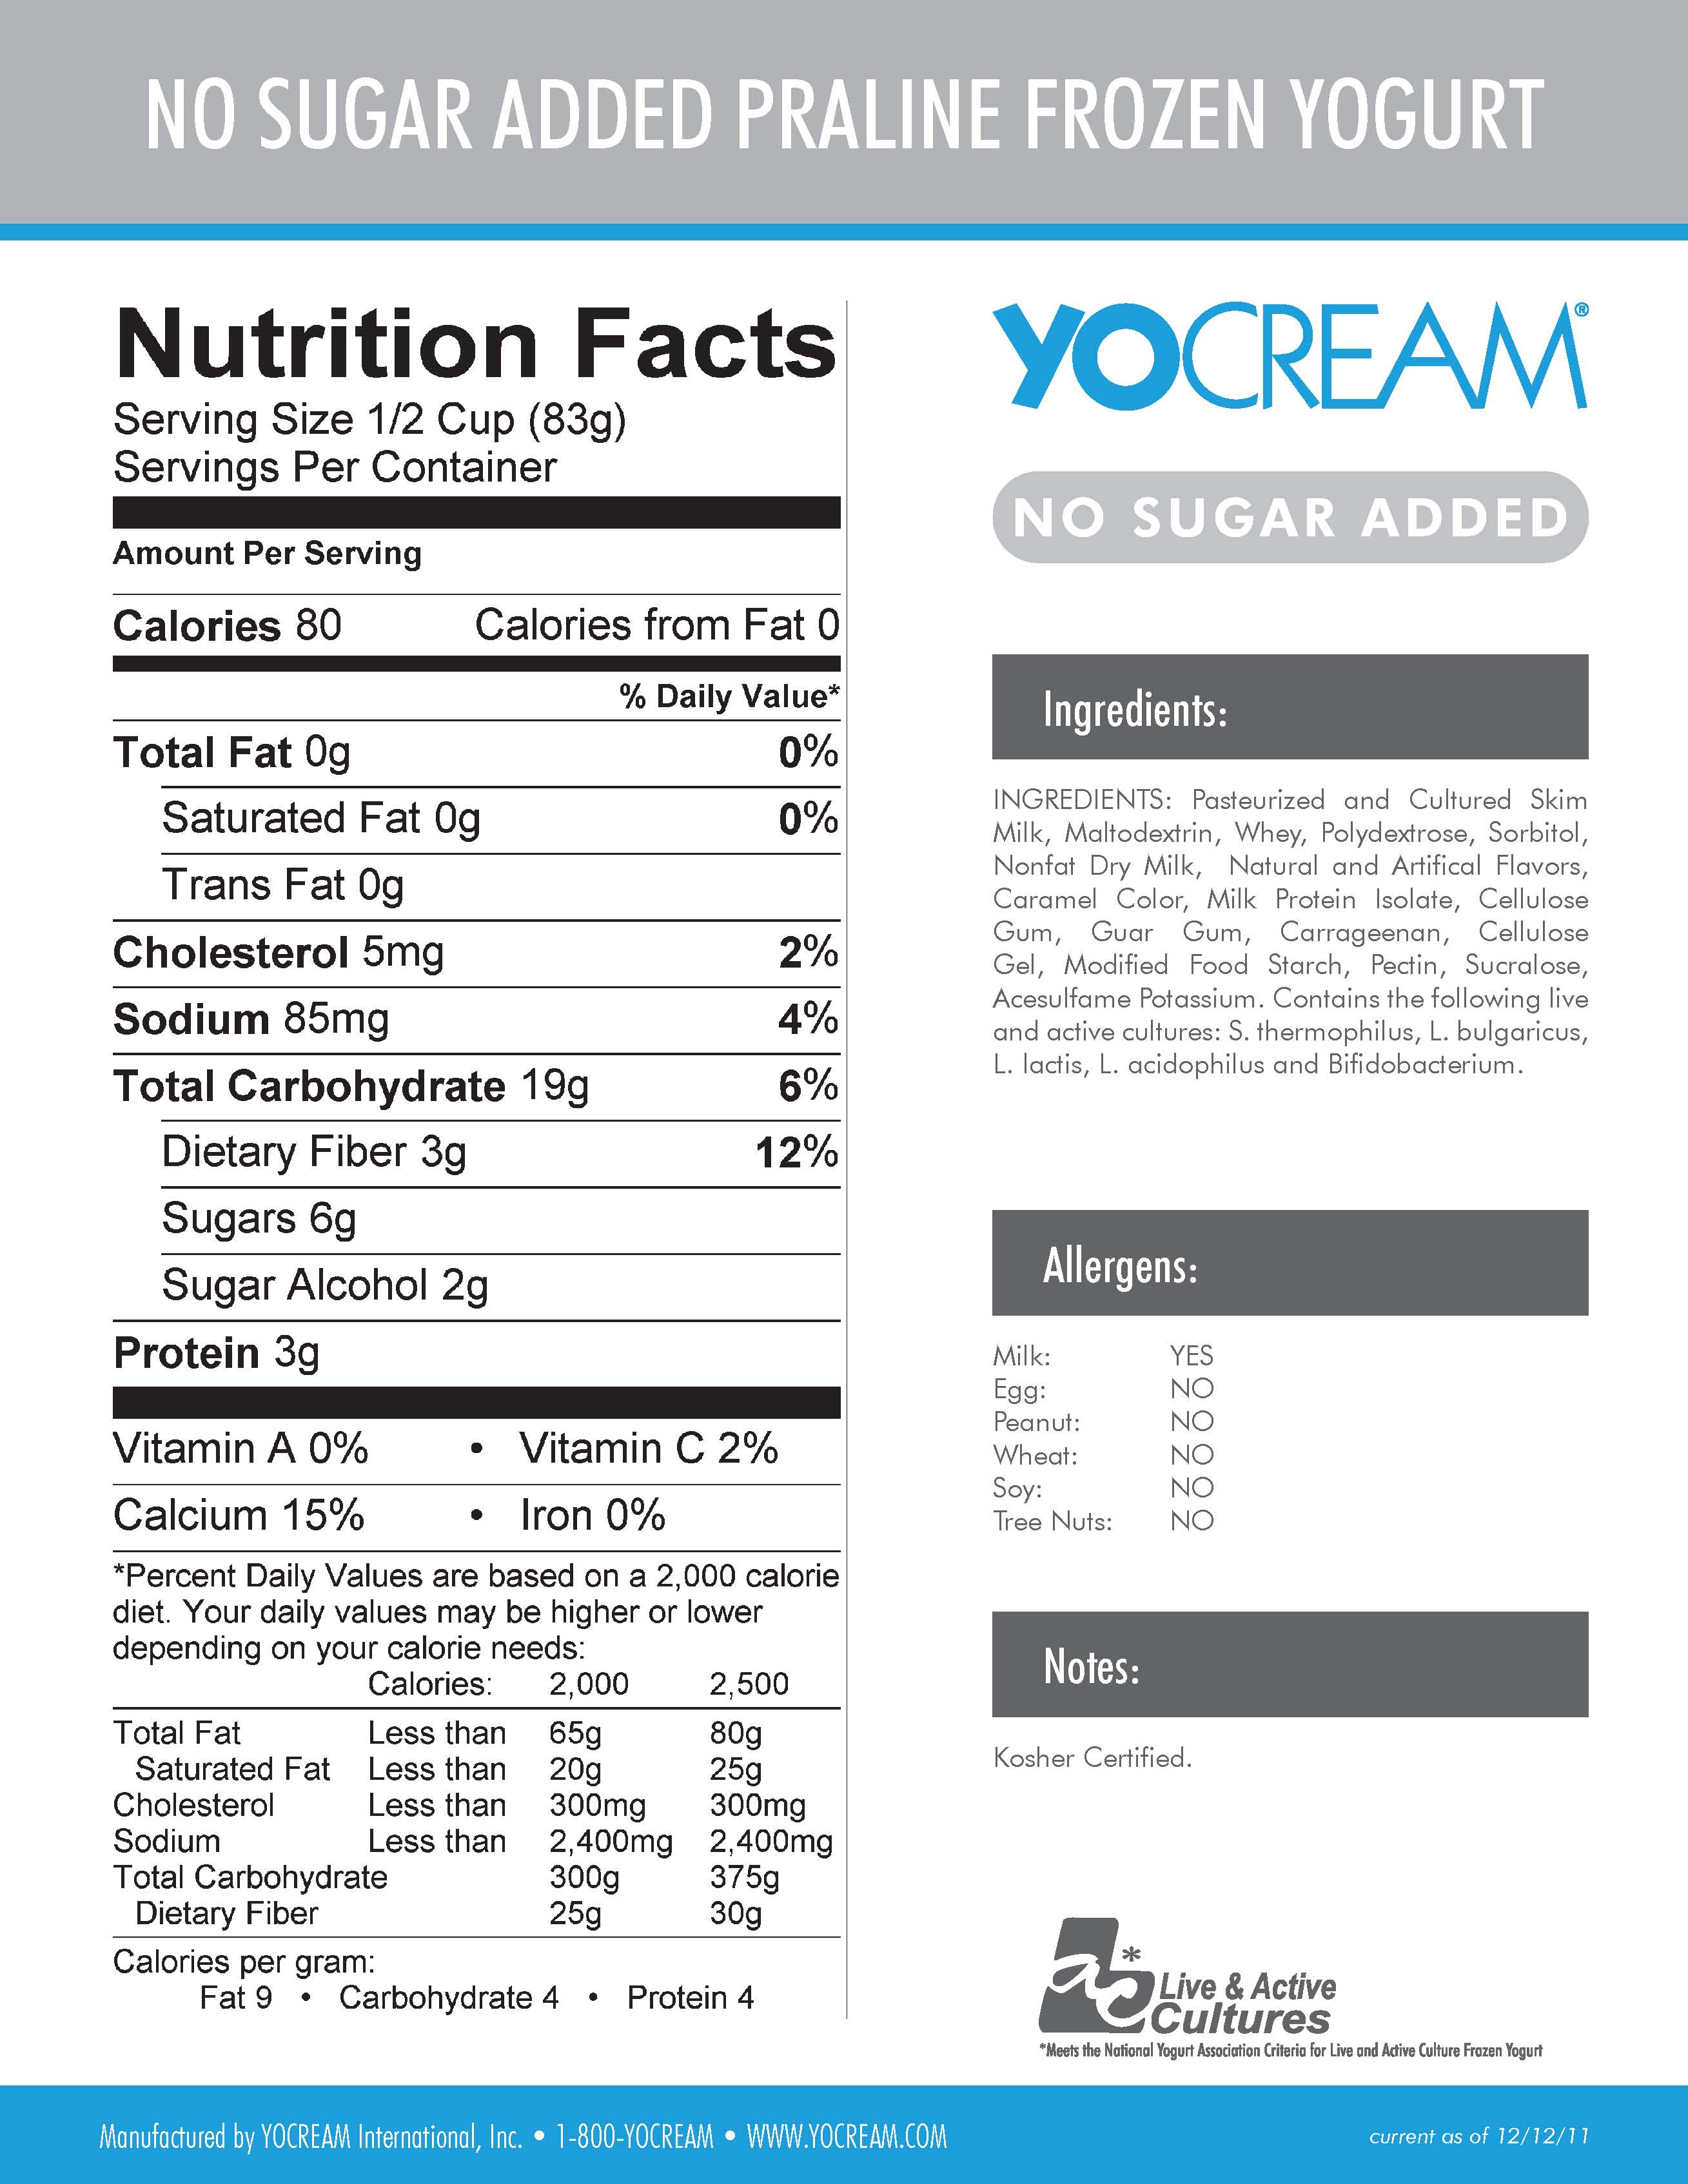 NO SUGAR ADDED PRALINE FROZEN YOGURT
Nutrition Facts
Serving Size 1/2 Cup (83g)
Servings Per Container
Amount Per Serving
Calories 80 Calories from Fat 0
% Daily Value*
Total Fat 0g 0%
Saturated Fat 0g 0%
Trans Fat 0g
Cholesterol 5mg 2%
Sodium 85mg 4%
Total Carbohydrate 19g 6%
Dietary Fiber 3g 12%
Sugars 6g
Sugar Alcohol 2g
Protein 3g
Vitamin A 0% • Vitamin C 2%
Calcium 15% • Iron 0%
*Percent Daily Values are based on a 2,000 calorie
diet. Your daily values may be higher or lower
depending on your calorie needs:
Calories: 2,000 2,500
Total Fat Less than 65g 80g
Saturated Fat Less than 20g 25g
Cholesterol Less than 300mg 300mg
Sodium Less than 2,400mg 2,400mg
Total Carbohydrate 300g 375g
Dietary Fiber 25g 30g
Calories per gram:
Fat 9 • Carbohydrate 4 • Protein 4
YOCREAM®
NO SUGAR ADDED
Ingredients:
INGREDIENTS: Pasteurized and Cultured Skim
Milk, Maltodextrin, Whey, Polydextrose, Sorbitol,
Nonfat Dry Milk, Natural and Artifical Flavors,
Caramel Color, Milk Protein Isolate, Cellulose
Gum, Guar Gum, Carrageenan, Cellulose
Gel, Modified Food Starch, Pectin, Sucralose,
Acesulfame Potassium. Contains the following live
and active cultures: S. thermophilus, L. bulgaricus,
L. lactis, L. acidophilus and Bifidobacterium.
Allergens:
Milk: YES
Egg: NO
Peanut: NO
Wheat: NO
Soy: NO
Tree Nuts: NO
Notes:
Kosher Certified.
ac*
Live & Active
Cultures
*Meets the National Yogurt Association Criteria for Live and Active Culture Frozen Yogurt
Manufactured by YOCREAM International, Inc. • 1-800-YOCREAM • WWW.YOCREAM.COM
current as of 12/12/11